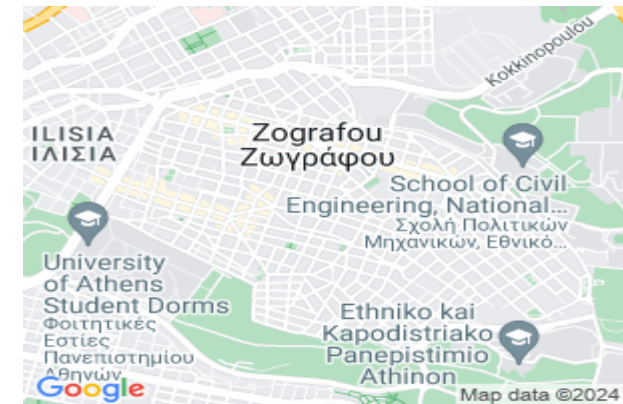 Kokkinopoulou
ILISIA
ΙΛΙΣΙΑ
Zografou
Ζωγράφου
School of Civil
Engineering, National...
Σχολή Πολιτικών
Μηχανικών, Εθνικό...
University
of Athens
Student Dorms
Φοιτητικές
Εστίες
Πανεπιστημίου
Αθηνών
Ethniko kai
Kapodistriako
Panepistimio
Athinon
Google
Map data ©2024